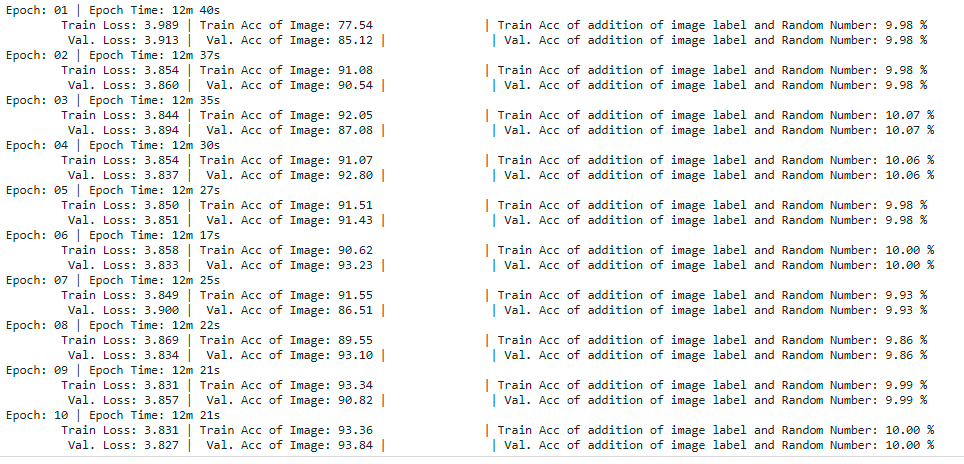 Epoch: 01 | Epoch Time: 12m 40s
Train Loss: 3.989 | Train Acc of Image: 77.54 | Train Acc of addition of image label and Random Number: 9.98 %
Val. Loss: 3.913 | Val. Acc of Image: 85.12 | | Val. Acc of addition of image label and Random Number: 9.98 %
Epoch: 02 | Epoch Time: 12m 37s
Train Loss: 3.854 | Train Acc of Image: 91.08 | Train Acc of addition of image label and Random Number: 9.98 %
Val. Loss: 3.860 | Val. Acc of Image: 90.54 | | Val. Acc of addition of image label and Random Number: 9.98 %
Epoch: 03 | Epoch Time: 12m 35s
Train Loss: 3.844 | Train Acc of Image: 92.05 | Train Acc of addition of image label and Random Number: 10.07 %
Val. Loss: 3.894 | Val. Acc of Image: 87.08 | | Val. Acc of addition of image label and Random Number: 10.07 %
Epoch: 04 | Epoch Time: 12m 30s
Train Loss: 3.854 | Train Acc of Image: 91.07 | Train Acc of addition of image label and Random Number: 10.06 %
Val. Loss: 3.837 | Val. Acc of Image: 92.80 | | Val. Acc of addition of image label and Random Number: 10.06 %
Epoch: 05 | Epoch Time: 12m 27s
Train Loss: 3.850 | Train Acc of Image: 91.51 | Train Acc of addition of image label and Random Number: 9.98 %
Val. Loss: 3.851 | Val. Acc of Image: 91.43 | | Val. Acc of addition of image label and Random Number: 9.98 %
Epoch: 06 | Epoch Time: 12m 17s
Train Loss: 3.858 | Train Acc of Image: 90.62 | Train Acc of addition of image label and Random Number: 10.00 %
Val. Loss: 3.833 | Val. Acc of Image: 93.23 | | Val. Acc of addition of image label and Random Number: 10.00 %
Epoch: 07 | Epoch Time: 12m 25s
Train Loss: 3.849 | Train Acc of Image: 91.55 | Train Acc of addition of image label and Random Number: 9.93 %
Val. Loss: 3.900 | Val. Acc of Image: 86.51 | | Val. Acc of addition of image label and Random Number: 9.93 %
Epoch: 08 | Epoch Time: 12m 22s
Train Loss: 3.869 | Train Acc of Image: 89.55 | Train Acc of addition of image label and Random Number: 9.86 %
Val. Loss: 3.834 | Val. Acc of Image: 93.10 | | Val. Acc of addition of image label and Random Number: 9.86 %
Epoch: 09 | Epoch Time: 12m 21s
Train Loss: 3.831 | Train Acc of Image: 93.34 | Train Acc of addition of image label and Random Number: 9.99 %
Val. Loss: 3.857 | Val. Acc of Image: 90.82 | | Val. Acc of addition of image label and Random Number: 9.99 %
Epoch: 10 | Epoch Time: 12m 21s
Train Loss: 3.831 | Train Acc of Image: 93.36 | Train Acc of addition of image label and Random Number: 10.00 %
Val. Loss: 3.827 | Val. Acc of Image: 93.84 | | Val. Acc of addition of image label and Random Number: 10.00 %